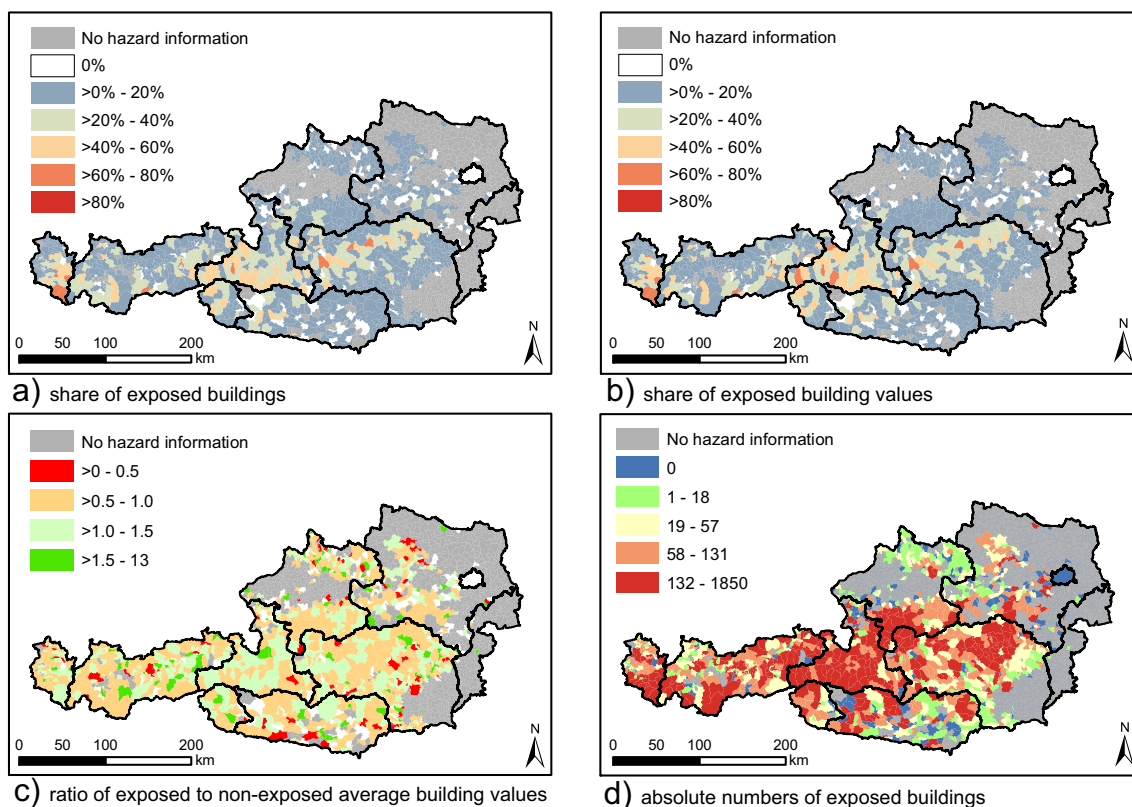 No hazard information
0%
>0% - 20%
>20% - 40%
>40% - 60%
>60% - 80%
>80%
N
0 50 100 200
km
a) share of exposed buildings
No hazard information
0%
>0% - 20%
>20% - 40%
>40% - 60%
>60% - 80%
>80%
N
0 50 100 200
km
b) share of exposed building values
No hazard information
>0 - 0.5
>0.5 - 1.0
>1.0 - 1.5
>1.5 - 13
N
0 50 100 200
km
c) ratio of exposed to non-exposed average building values
No hazard information
0
1 - 18
19 - 57
58 - 131
132 - 1850
N
0 50 100 200
km
d) absolute numbers of exposed buildings